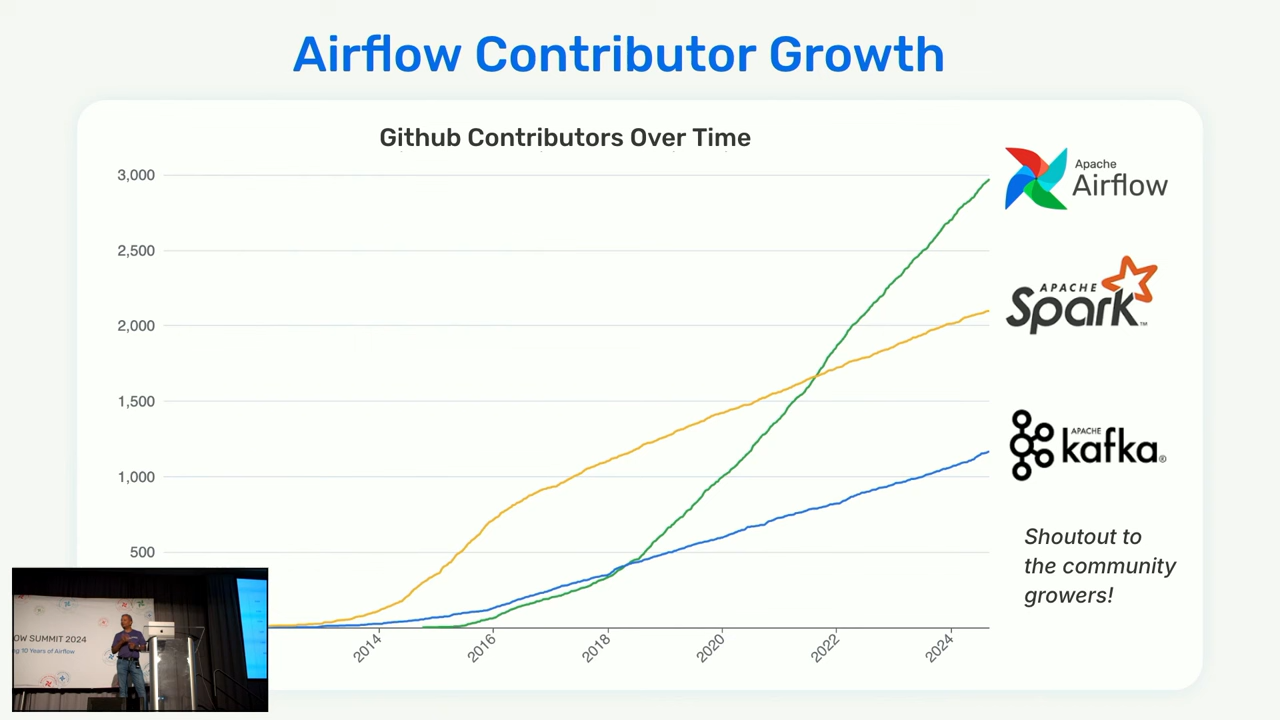 Airflow Contributor Growth
Github Contributors Over Time
3,000
2,500
2,000
1,500
1,000
500
2014
2016
2018
2020
2022
2024
Apache
Airflow
APACHE
Spark™
APACHE
kafka®
Shoutout to
the community
growers!
OW SUMMIT 2024
ng 10 Years of Airflow